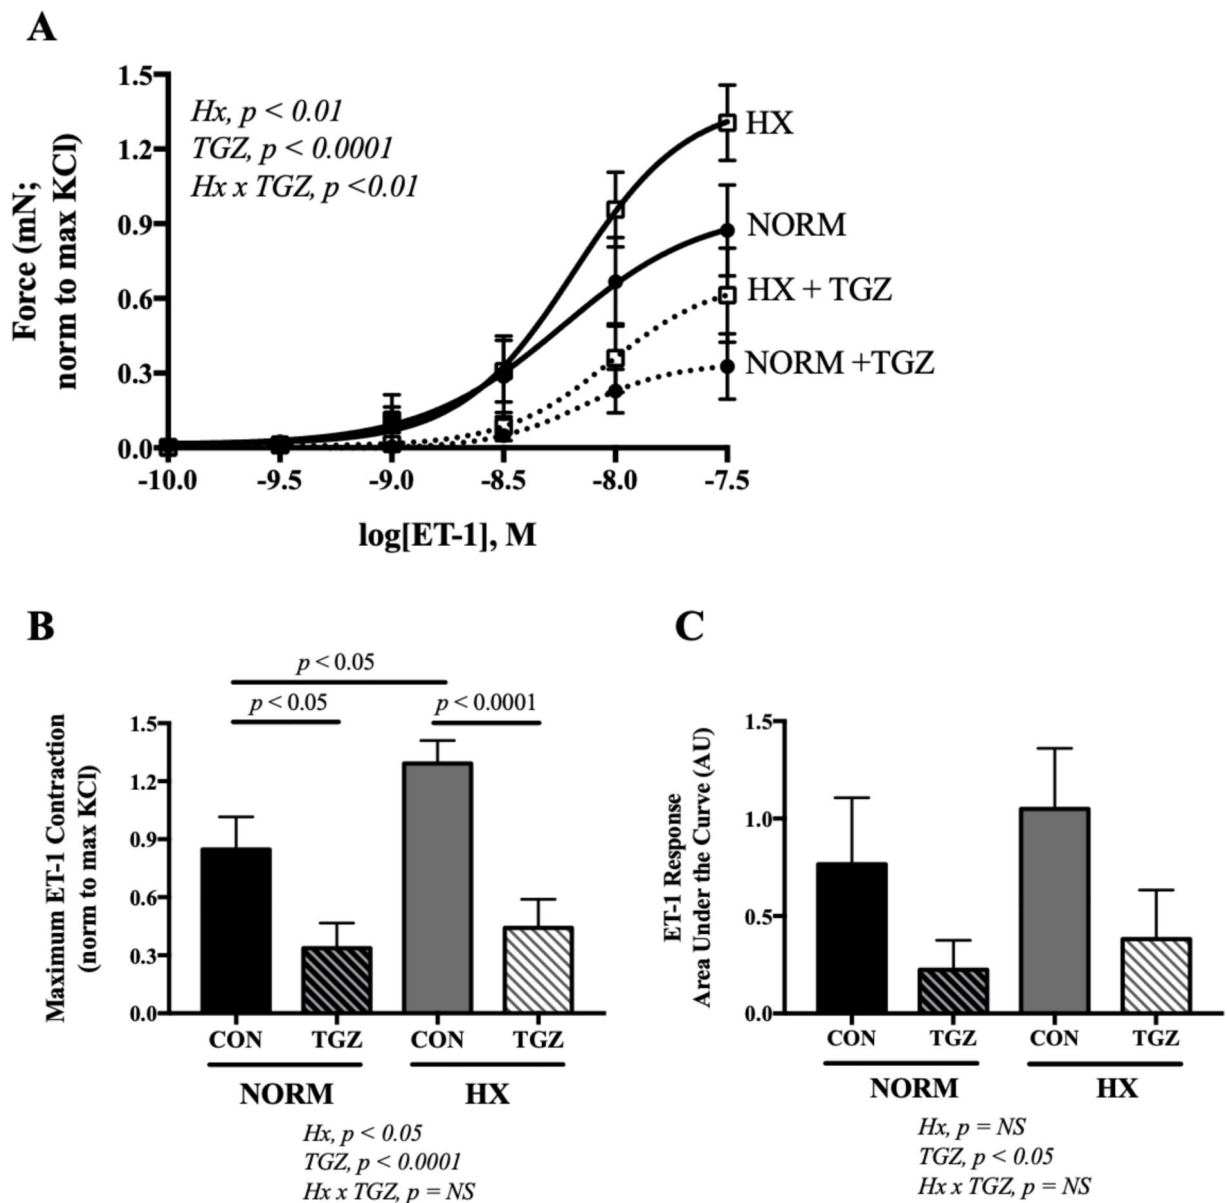 A
Force (mN;
norm to max KCl)
1.5
1.2
0.9
0.6
0.3
0.0
Hx, p < 0.01
TGZ, p < 0.0001
Hx x TGZ, p <0.01
HX
NORM
HX + TGZ
NORM +TGZ
-10.0 -9.5 -9.0 -8.5 -8.0 -7.5
log[ET-1], M
B
Maximum ET-1 Contraction
(norm to max KCl)
p < 0.05
p < 0.05 p < 0.0001
1.5
1.2
0.9
0.6
0.3
0.0
CON TGZ CON TGZ
NORM HX
Hx, p < 0.05
TGZ, p < 0.0001
Hx x TGZ, p = NS
C
ET-1 Response
Area Under the Curve (AU)
1.5
1.0
0.5
0.0
CON TGZ CON TGZ
NORM HX
Hx, p = NS
TGZ, p < 0.05
Hx x TGZ, p = NS